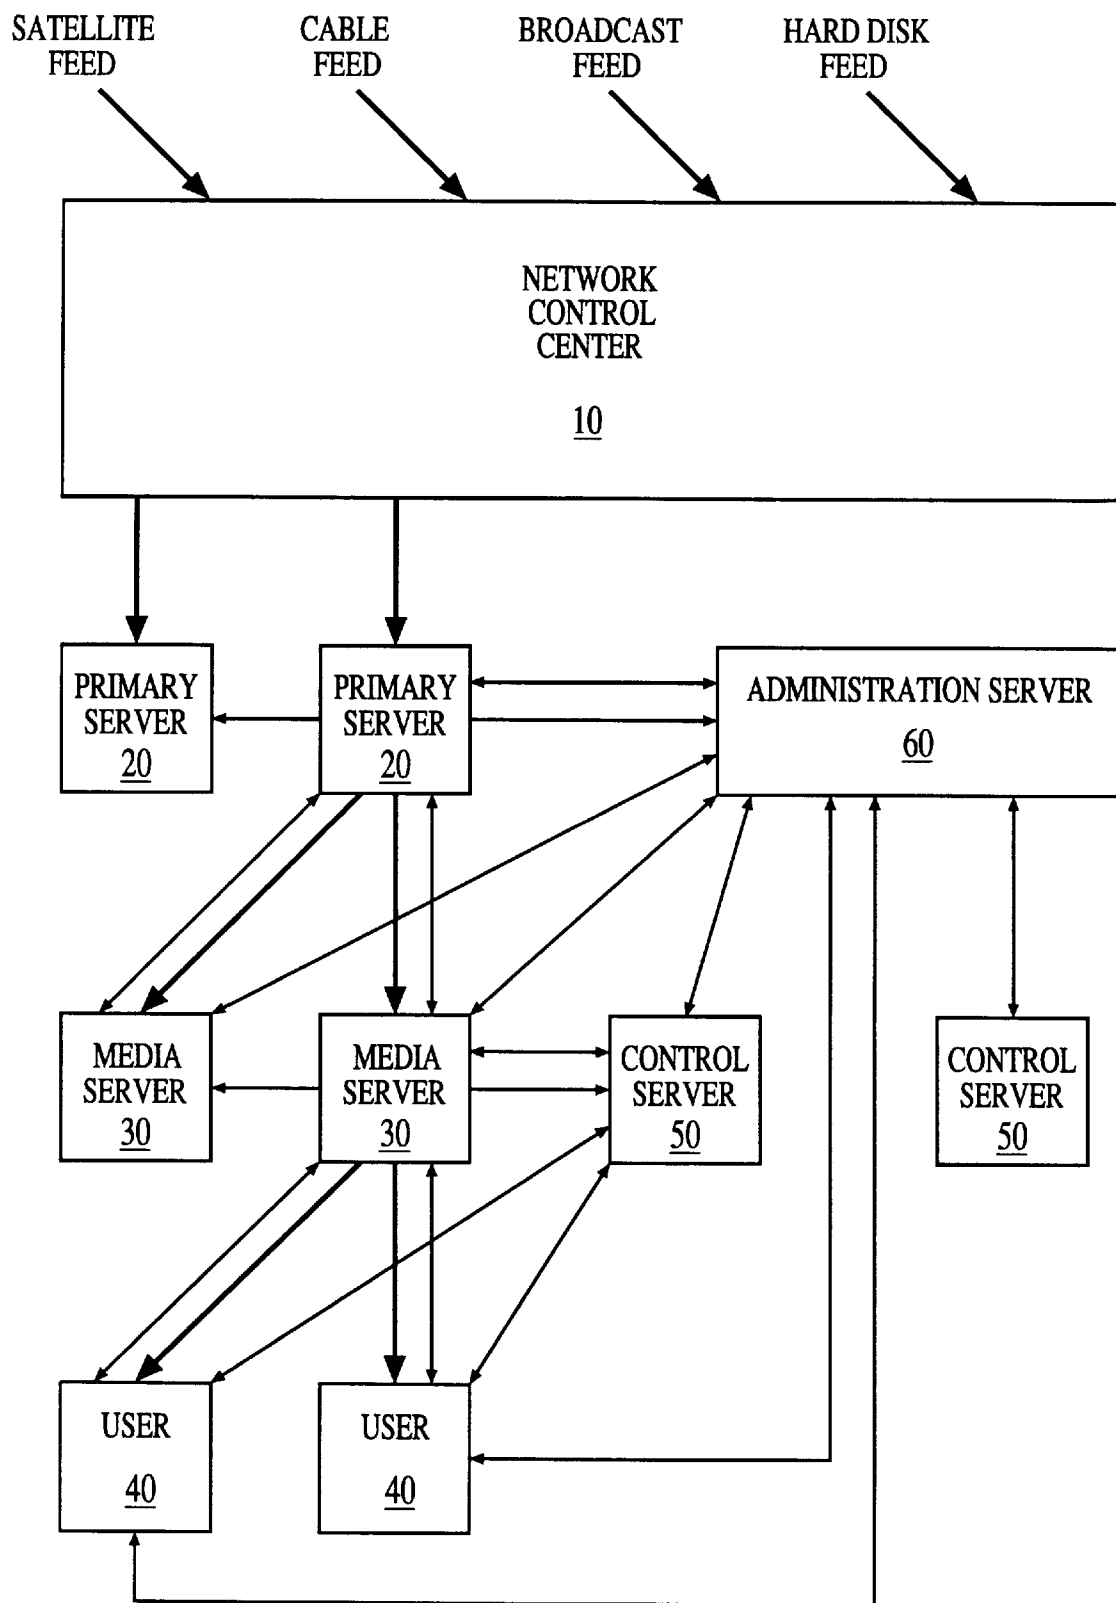 SATELLITE
FEED
CABLE
FEED
BROADCAST
FEED
HARD DISK
FEED
NETWORK
CONTROL
CENTER
10
PRIMARY
SERVER
20
PRIMARY
SERVER
20
ADMINISTRATION SERVER
60
MEDIA
SERVER
30
MEDIA
SERVER
30
CONTROL
SERVER
50
CONTROL
SERVER
50
USER
40
USER
40